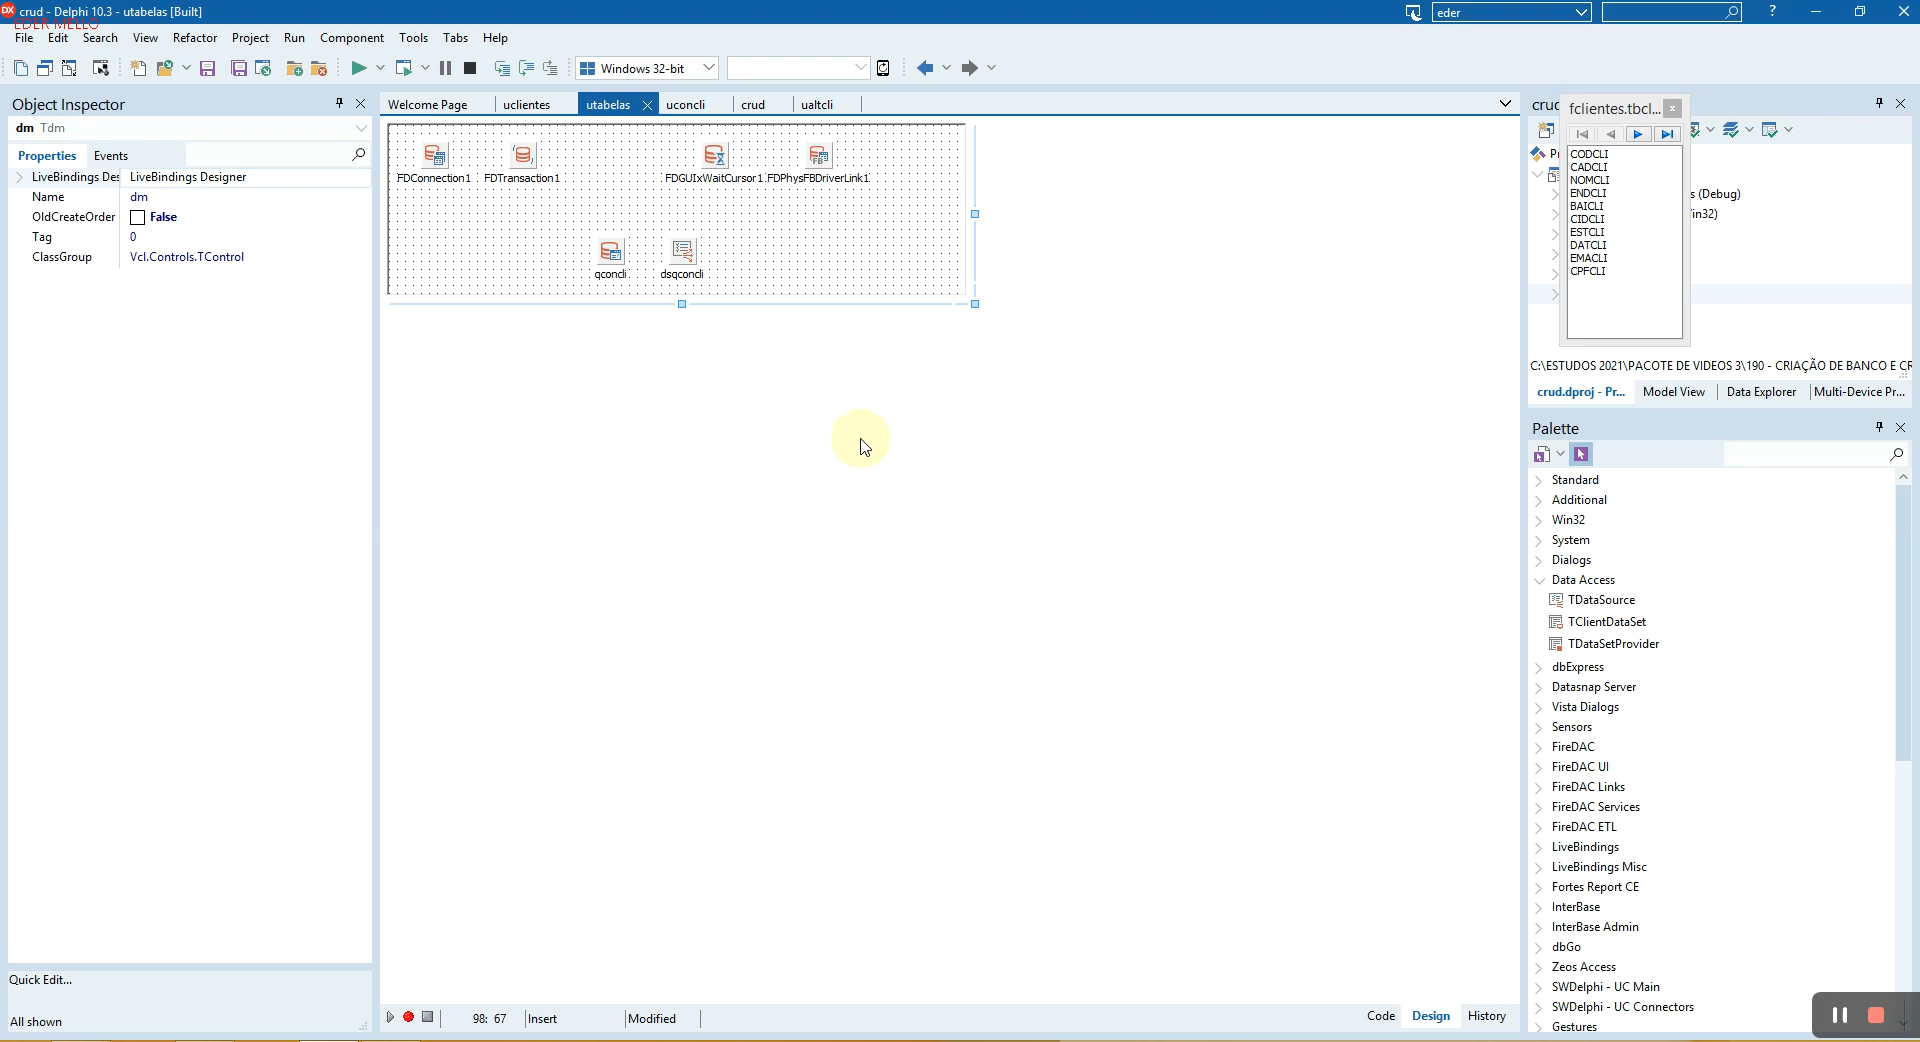 crud - Delphi 10.3 - utabelas [Built]
eder
?
EDER MELLO
File Edit Search View Refactor Project Run Component Tools Tabs Help
Windows 32-bit
Object Inspector
dm Tdm
Properties Events
LiveBindings Des LiveBindings Designer
Name dm
OldCreateOrder False
Tag 0
ClassGroup Vcl.Controls.TControl
Quick Edit...
All shown
Welcome Page uclientes utabelas uconcli crud ualtcli
FDConnection1 FDTransaction1 FDGUIxWaitCursor1 FDPhysFBDriverLink1
qconcli dsqconcli
98: 67 Insert Modified
Code Design History
fclientes.tbcl...
CODCLI
CADCLI
NOMCLI
ENDCLI
BAICLI
CIDCLI
ESTCLI
DATCLI
EMACLI
CPFCLI
s (Debug)
in32)
C:\ESTUDOS 2021\PACOTE DE VIDEOS 3\190 - CRIAÇÃO DE BANCO E CR
crud.dproj - Pr... Model View Data Explorer Multi-Device Pr...
Palette
Standard
Additional
Win32
System
Dialogs
Data Access
TDataSource
TClientDataSet
TDataSetProvider
dbExpress
Datasnap Server
Vista Dialogs
Sensors
FireDAC
FireDAC UI
FireDAC Links
FireDAC Services
FireDAC ETL
LiveBindings
LiveBindings Misc
Fortes Report CE
InterBase
InterBase Admin
dbGo
Zeos Access
SWDelphi - UC Main
SWDelphi - UC Connectors
Gestures